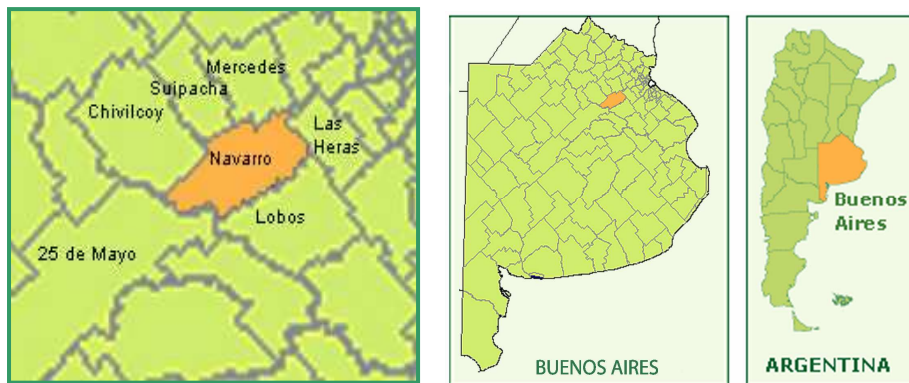 Mercedes
Suipacha
Chivilcoy
Las
Heras
Navarro
Lobos
25 de Mayo
BUENOS AIRES
Buenos
Aires
ARGENTINA